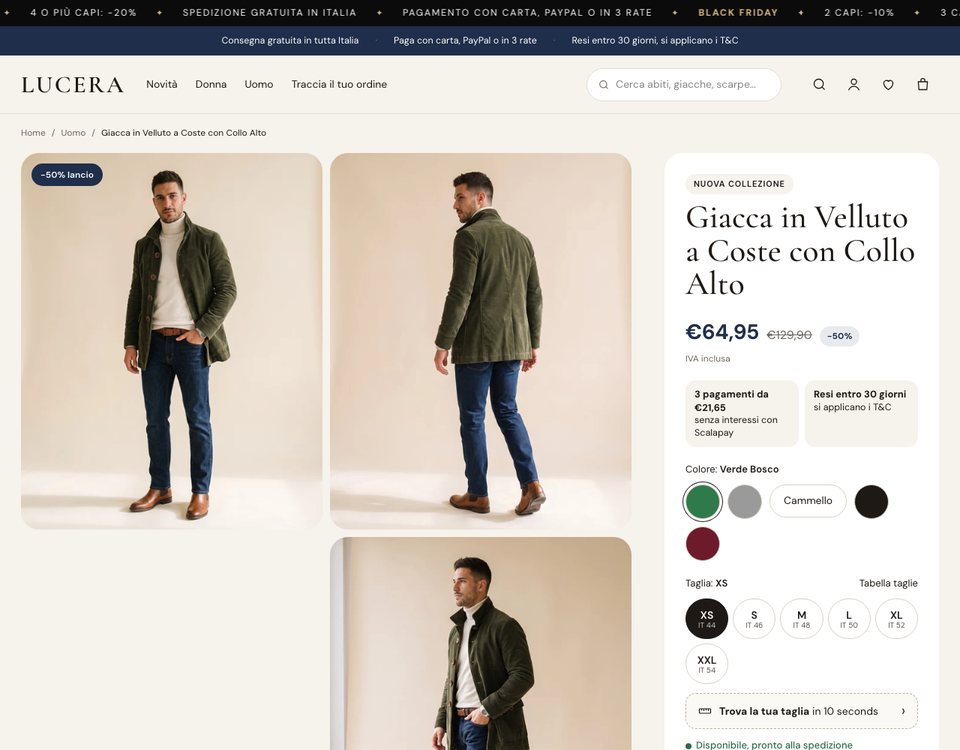 4 O PIÙ CAPI: -20% ✦ SPEDIZIONE GRATUITA IN ITALIA ✦ PAGAMENTO CON CARTA, PAYPAL O IN 3 RATE ✦ BLACK FRIDAY ✦ 2 CAPI: -10% ✦ 3 C
Consegna gratuita in tutta Italia · Paga con carta, PayPal o in 3 rate · Resi entro 30 giorni, si applicano i T&C
LUCERA Novità Donna Uomo Traccia il tuo ordine Cerca abiti, giacche, scarpe...
Home / Uomo / Giacca in Velluto a Coste con Collo Alto
-50% lancio
NUOVA COLLEZIONE
Giacca in Velluto
a Coste con Collo
Alto
€64,95 €129,90 -50%
IVA inclusa
3 pagamenti da
€21,65
senza interessi con
Scalapay
Resi entro 30 giorni
si applicano i T&C
Colore: Verde Bosco
Cammello
Taglia: XS Tabella taglie
XS S M L XL
IT 44 IT 46 IT 48 IT 50 IT 52
XXL
IT 54
Trova la tua taglia in 10 seconds ›
Disponibile, pronto alla spedizione